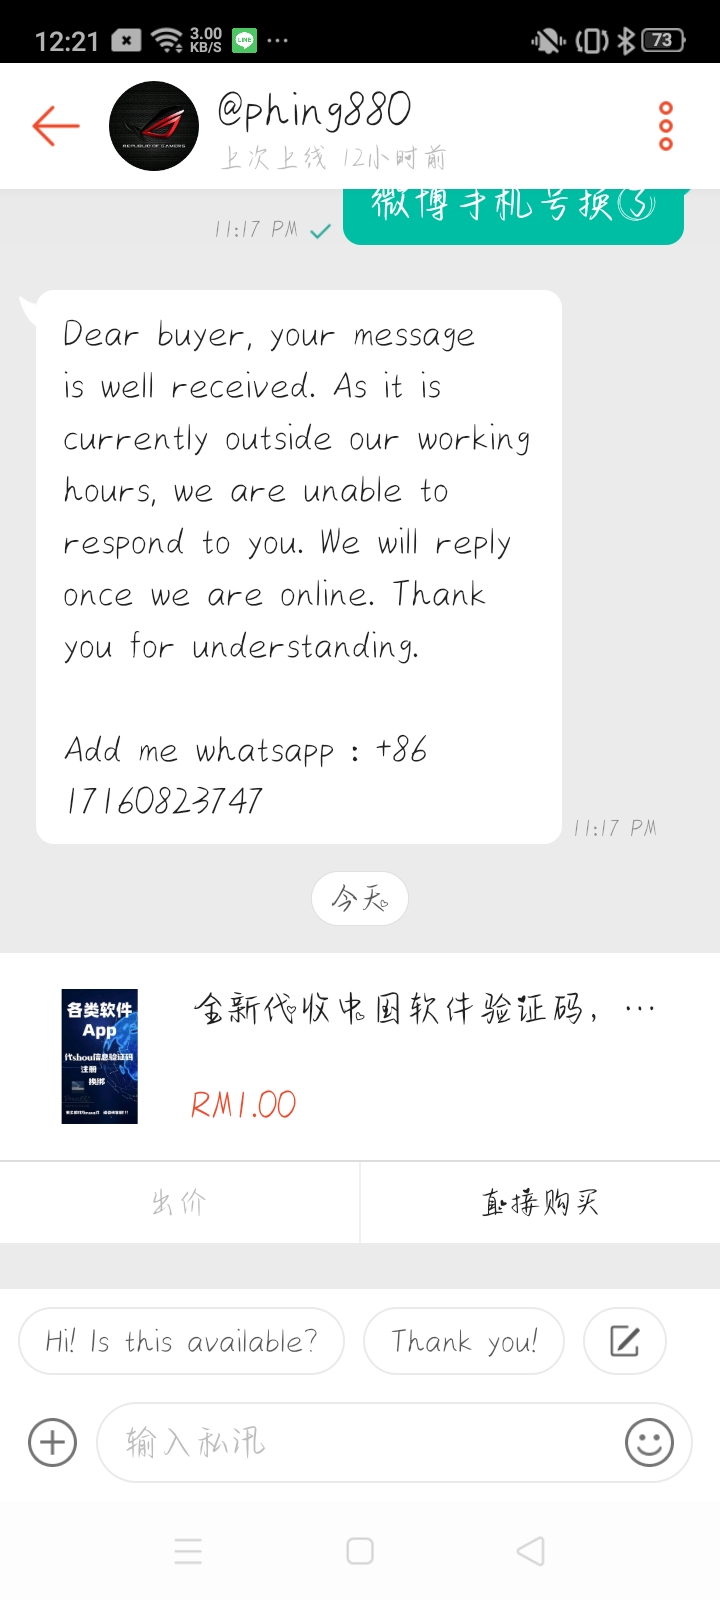 12:21
3.00
KB/S
LINE
73
@phing880
上次上线 12小时前
REPUBLIC OF GAMERS
微博手机号换
11:17 PM
Dear buyer, your message
is well received. As it is
currently outside our working
hours, we are unable to
respond to you. We will reply
once we are online. Thank
you for understanding.
Add me whatsapp : +86
17160823747
11:17 PM
今天
各类软件
App
代shou信息验证码
注册
换绑
全新代收中国软件验证码，…
RM1.00
出价
直接购买
Hi! Is this available?
Thank you!
输入私讯